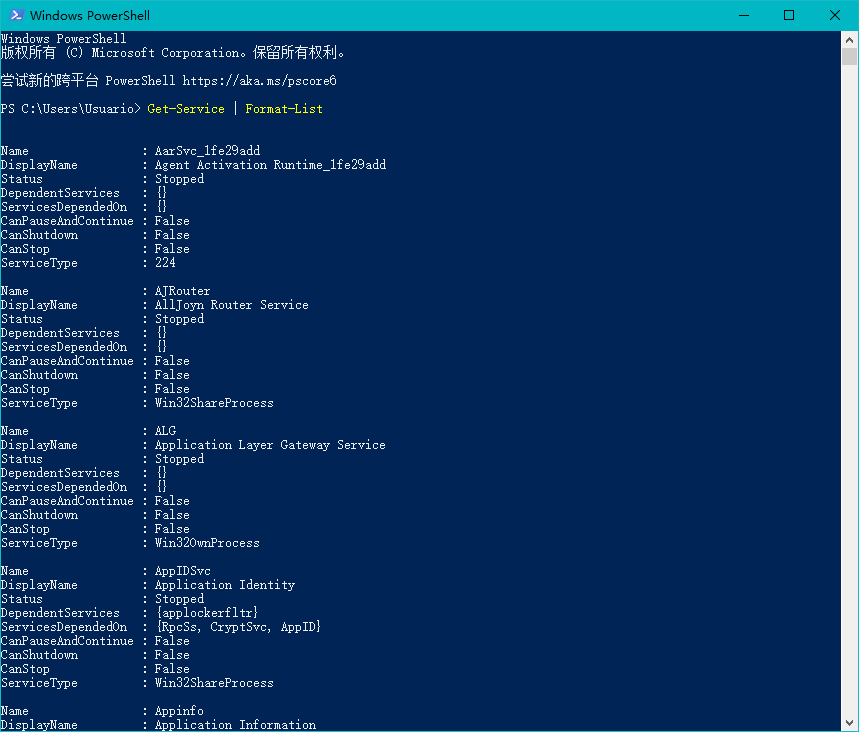 Windows PowerShell
Windows PowerShell
版权所有 (C) Microsoft Corporation。保留所有权利。
尝试新的跨平台 PowerShell https://aka.ms/pscore6
PS C:\Users\Usuario> Get-Service | Format-List
Name                : AarSvc_1fe29add
DisplayName         : Agent Activation Runtime_1fe29add
Status              : Stopped
DependentServices   : {}
ServicesDependedOn  : {}
CanPauseAndContinue : False
CanShutdown         : False
CanStop             : False
ServiceType         : 224
Name                : AJRouter
DisplayName         : AllJoyn Router Service
Status              : Stopped
DependentServices   : {}
ServicesDependedOn  : {}
CanPauseAndContinue : False
CanShutdown         : False
CanStop             : False
ServiceType         : Win32ShareProcess
Name                : ALG
DisplayName         : Application Layer Gateway Service
Status              : Stopped
DependentServices   : {}
ServicesDependedOn  : {}
CanPauseAndContinue : False
CanShutdown         : False
CanStop             : False
ServiceType         : Win32OwnProcess
Name                : AppIDSvc
DisplayName         : Application Identity
Status              : Stopped
DependentServices   : {applockerfltr}
ServicesDependedOn  : {RpcSs, CryptSvc, AppID}
CanPauseAndContinue : False
CanShutdown         : False
CanStop             : False
ServiceType         : Win32ShareProcess
Name                : Appinfo
DisplayName         : Application Information